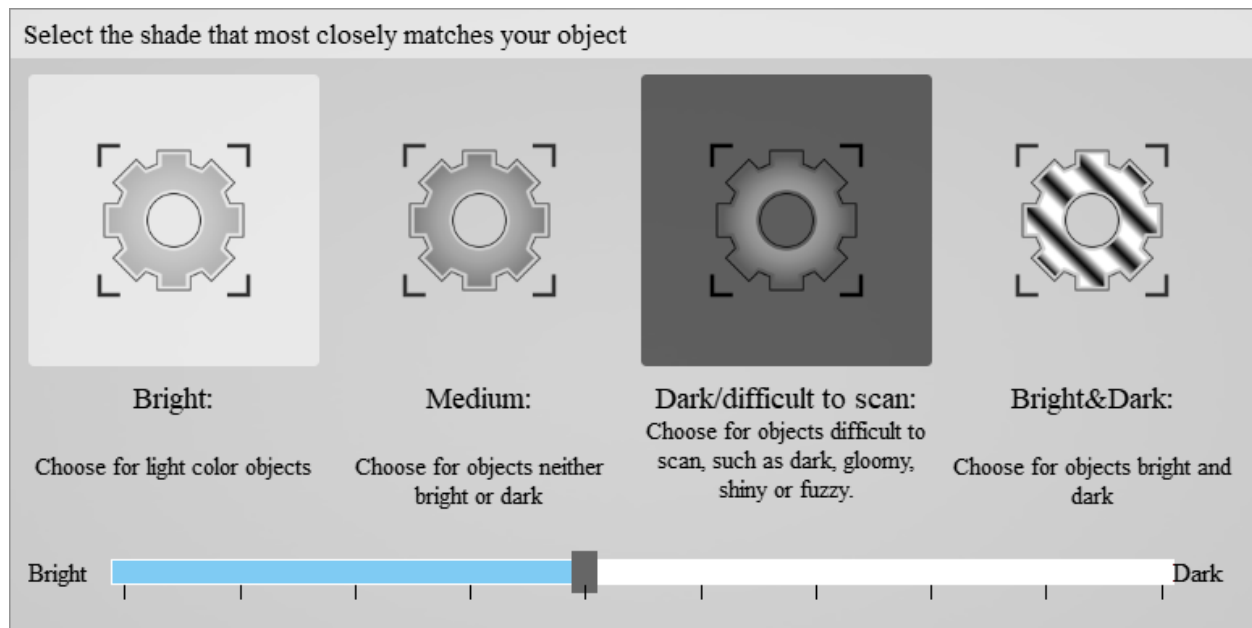 Select the shade that most closely matches your object
Bright:
Choose for light color objects
Medium:
Choose for objects neither
bright or dark
Dark/difficult to scan:
Choose for objects difficult to
scan, such as dark, gloomy,
shiny or fuzzy.
Bright&Dark:
Choose for objects bright and
dark
Bright
Dark